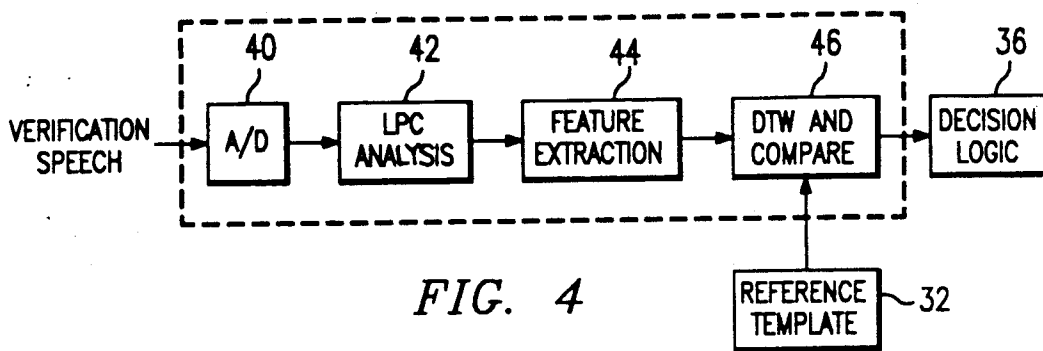 40
42
44
46
36
VERIFICATION
SPEECH
A/D
LPC
ANALYSIS
FEATURE
EXTRACTION
DTW AND
COMPARE
DECISION
LOGIC
FIG. 4
REFERENCE
TEMPLATE
32